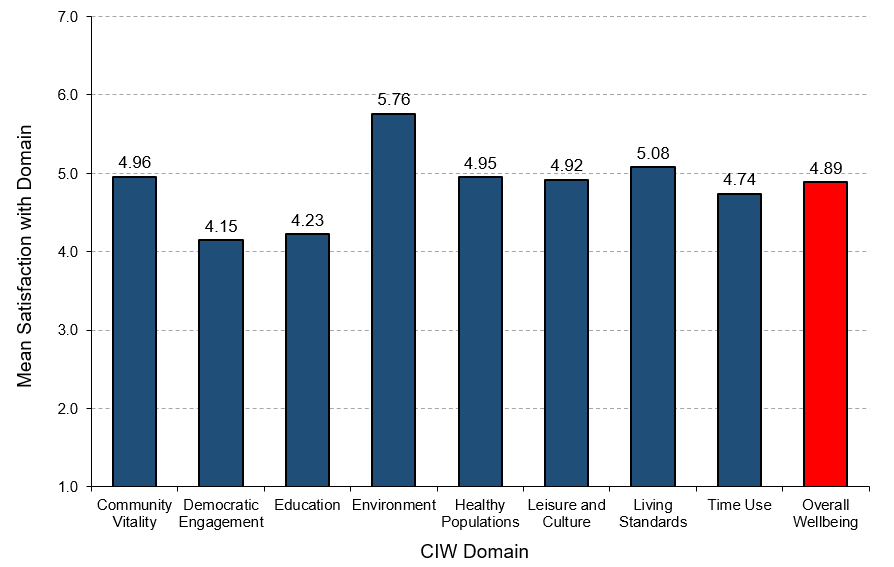 7.0
6.0
5.0
4.0
3.0
2.0
1.0
Mean Satisfaction with Domain
4.96
4.15
4.23
5.76
4.95
4.92
5.08
4.74
4.89
Community
Vitality
Democratic
Engagement
Education
Environment
Healthy
Populations
Leisure and
Culture
Living
Standards
Time Use
Overall
Wellbeing
CIW Domain